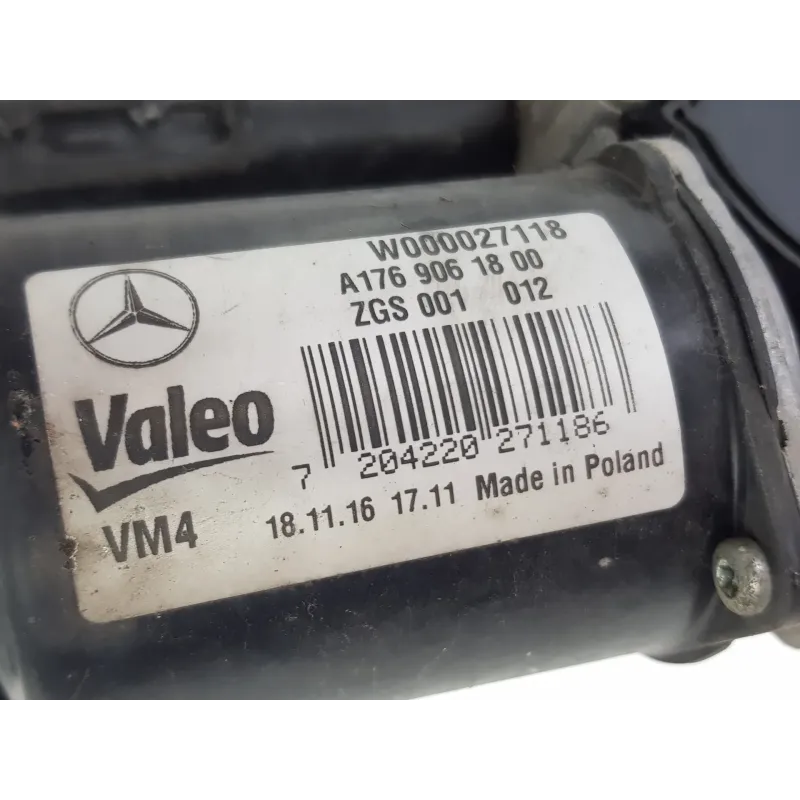 W000027118
A176 906 18 00
ZGS 001 012
Valeo
7 204220 271186
VM4
18.11.16 17.11 Made in Poland